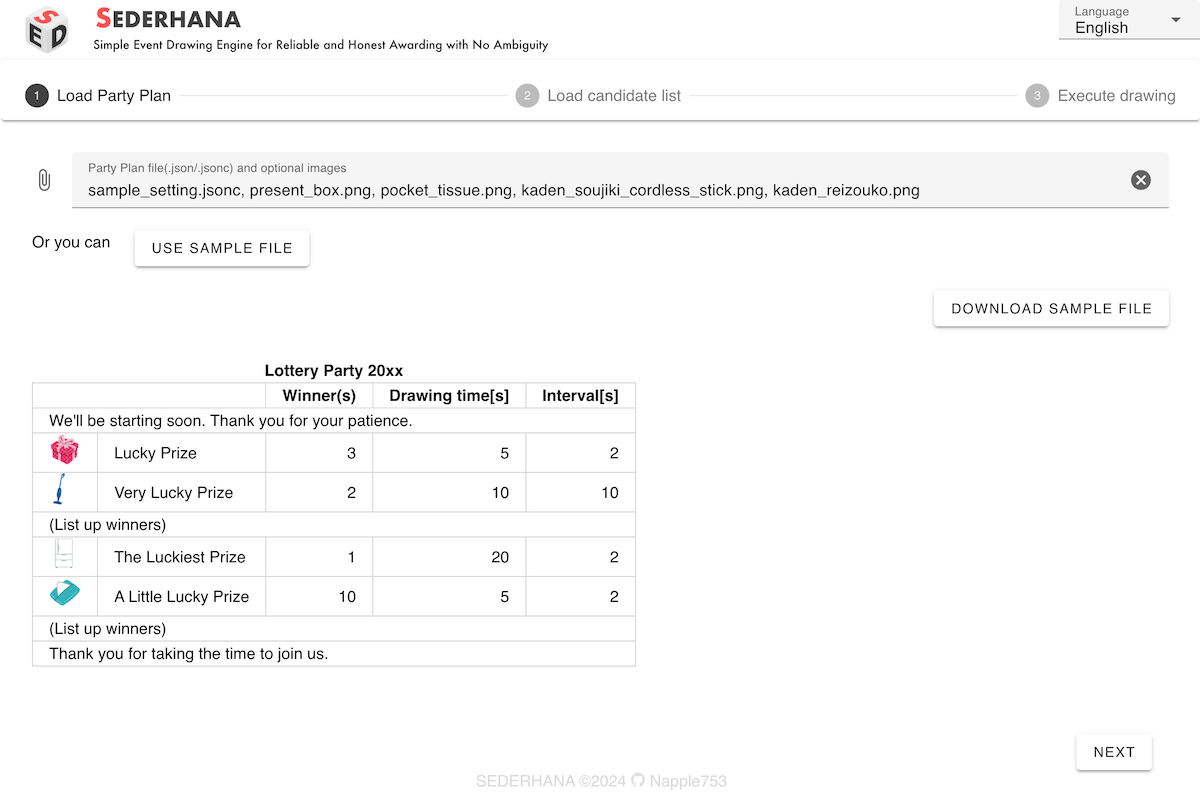 SEDERHANA
Simple Event Drawing Engine for Reliable and Honest Awarding with No Ambiguity
Language
English
1 Load Party Plan
2 Load candidate list
3 Execute drawing
Party Plan file(.json/.jsonc) and optional images
sample_setting.jsonc, present_box.png, pocket_tissue.png, kaden_soujiki_cordless_stick.png, kaden_reizouko.png
Or you can USE SAMPLE FILE
DOWNLOAD SAMPLE FILE
Lottery Party 20xx
Winner(s) Drawing time[s] Interval[s]
We'll be starting soon. Thank you for your patience.
Lucky Prize 3 5 2
Very Lucky Prize 2 10 10
(List up winners)
The Luckiest Prize 1 20 2
A Little Lucky Prize 10 5 2
(List up winners)
Thank you for taking the time to join us.
NEXT
SEDERHANA ©2024 Napple753